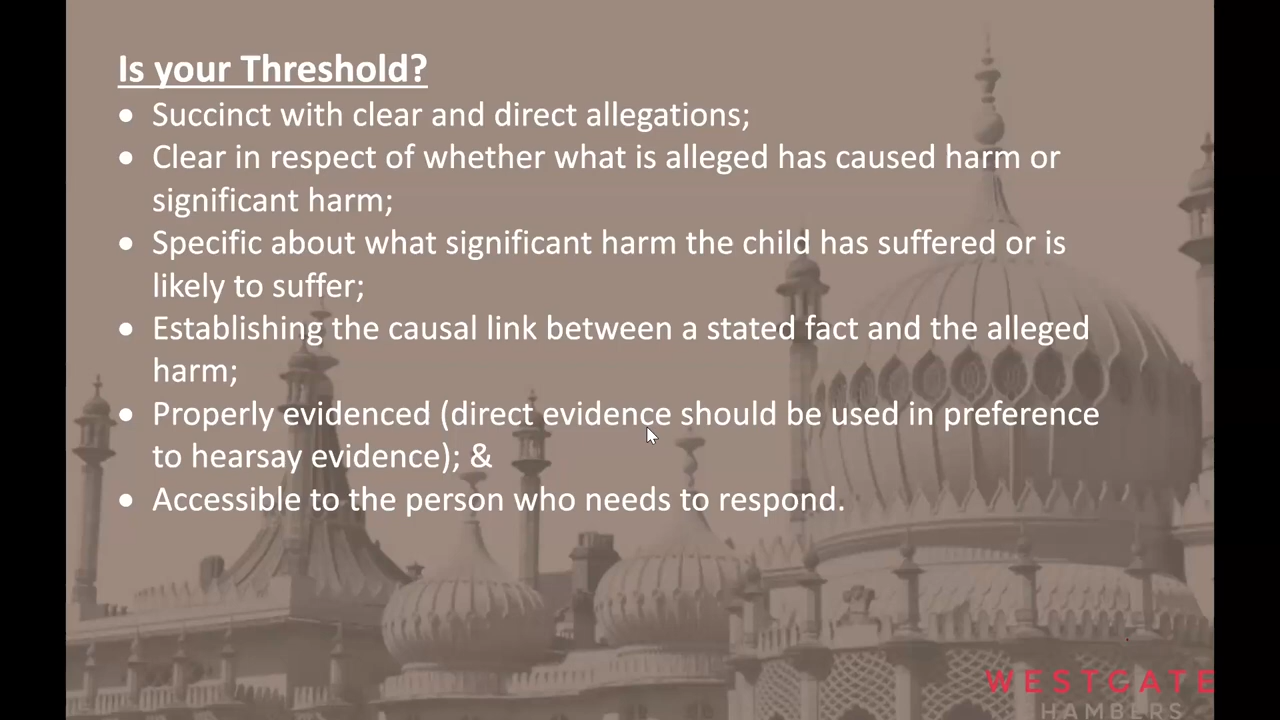 Is your Threshold?
• Succinct with clear and direct allegations;
• Clear in respect of whether what is alleged has caused harm or
significant harm;
• Specific about what significant harm the child has suffered or is
likely to suffer;
• Establishing the causal link between a stated fact and the alleged
harm;
• Properly evidenced (direct evidence should be used in preference
to hearsay evidence); &
• Accessible to the person who needs to respond.
WESTGATE
HAMBERS